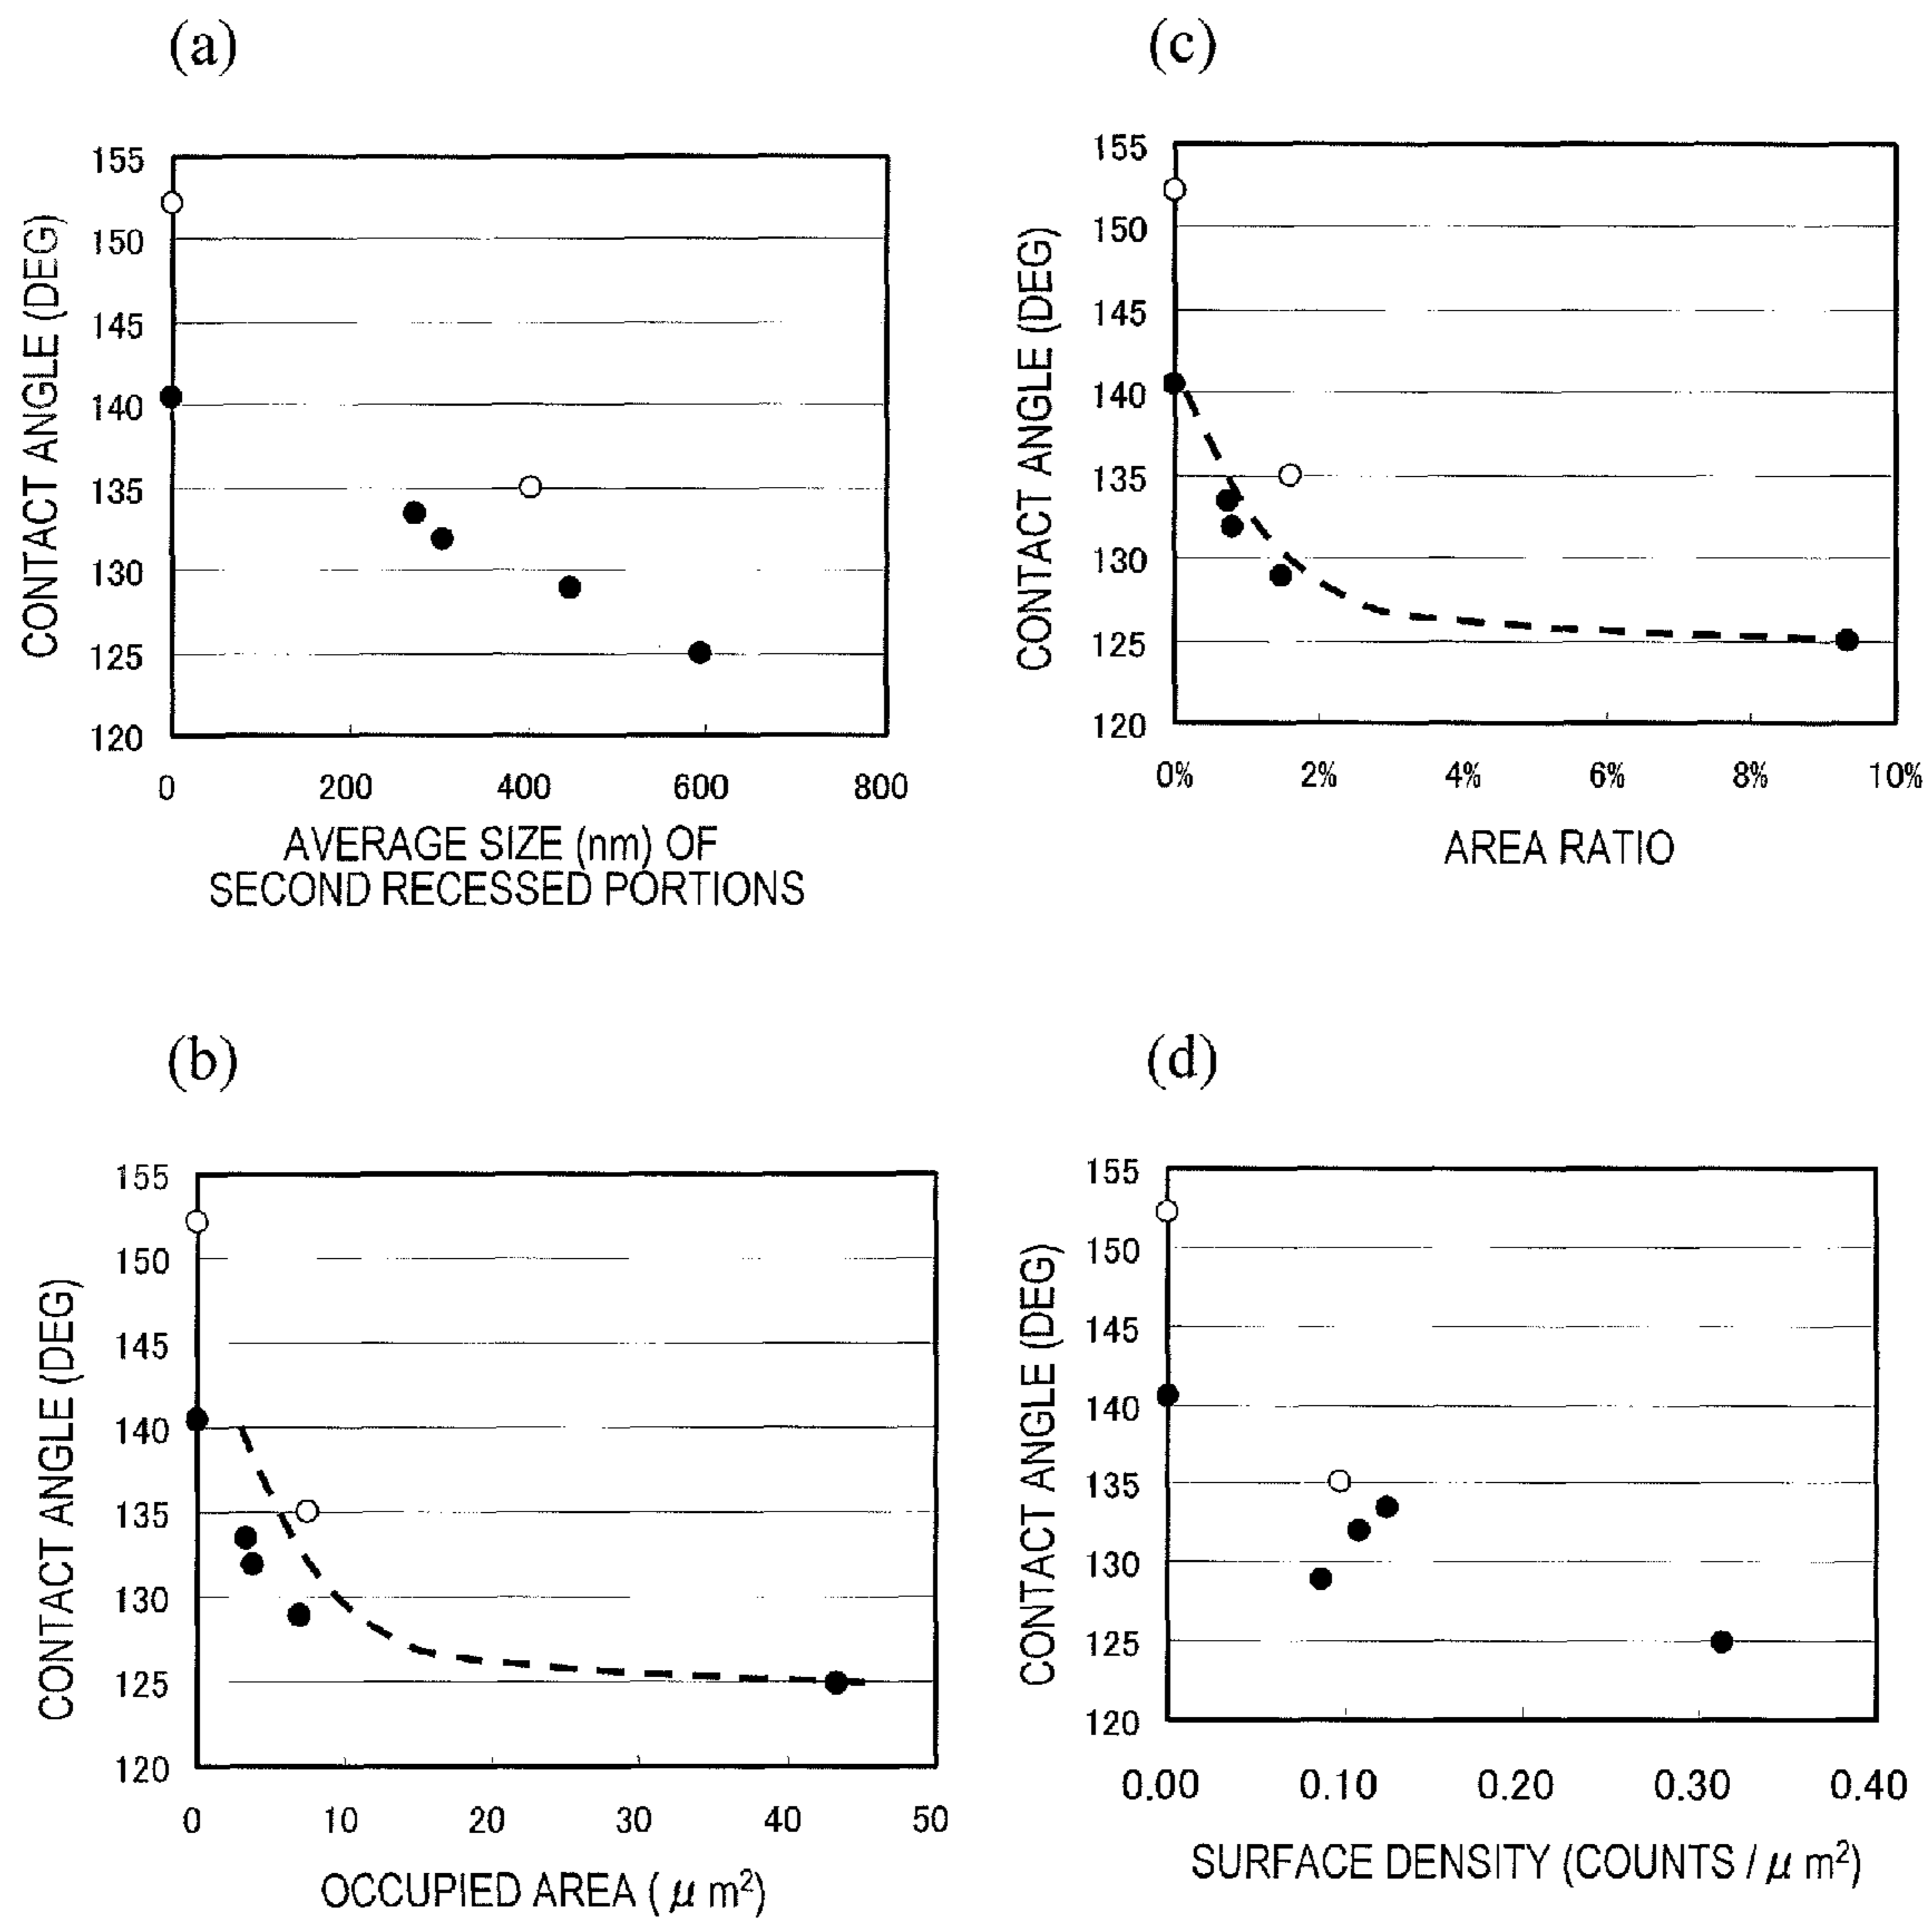 (a)
155
150
145
140
135
130
125
120
CONTACT ANGLE (DEG)
0 200 400 600 800
AVERAGE SIZE (nm) OF
SECOND RECESSED PORTIONS
(c)
155
150
145
140
135
130
125
120
CONTACT ANGLE (DEG)
0% 2% 4% 6% 8% 10%
AREA RATIO
(b)
155
150
145
140
135
130
125
120
CONTACT ANGLE (DEG)
0 10 20 30 40 50
OCCUPIED AREA ( μ m²)
(d)
155
150
145
140
135
130
125
120
CONTACT ANGLE (DEG)
0.00 0.10 0.20 0.30 0.40
SURFACE DENSITY (COUNTS / μ m²)